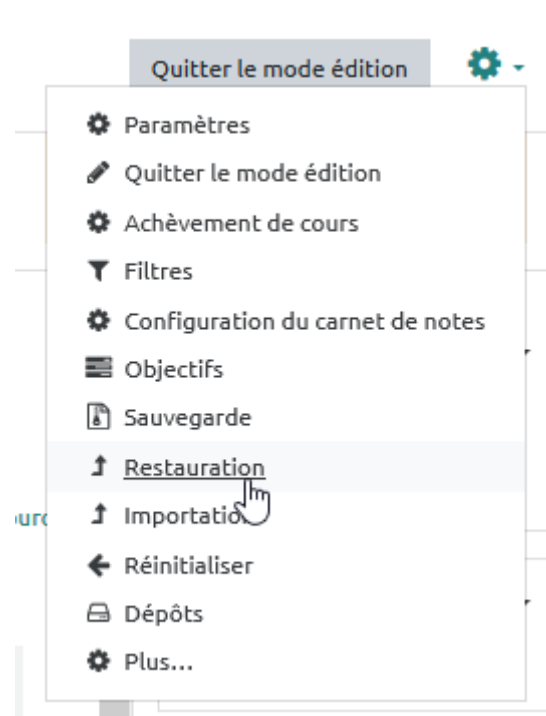 Quitter le mode édition
Paramètres
Quitter le mode édition
Achèvement de cours
Filtres
Configuration du carnet de notes
Objectifs
Sauvegarde
Restauration
Importation
Réinitialiser
Dépôts
Plus...